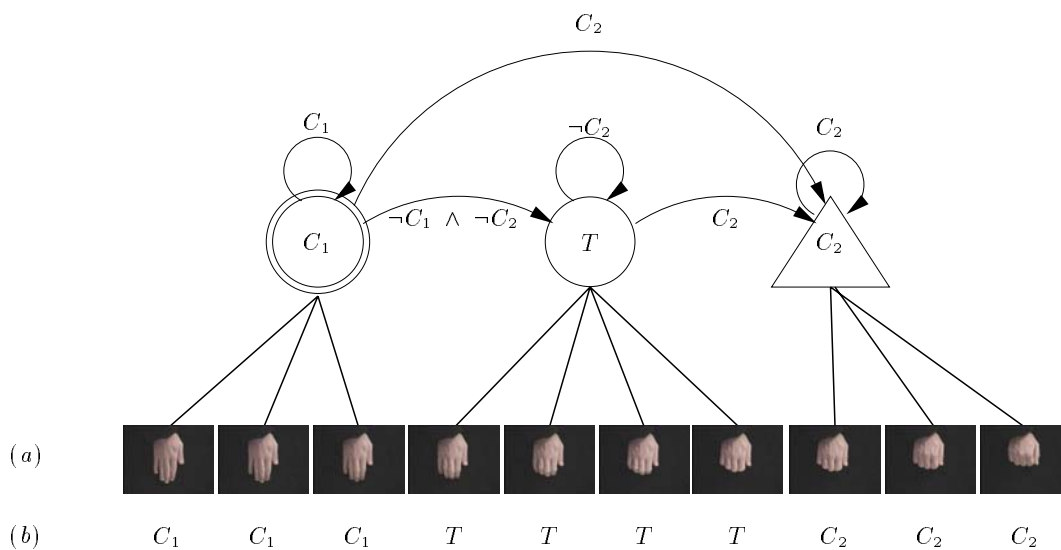 C₂
C₁ ¬C₂ C₂
¬C₁ ∧ ¬C₂ C₂
C₁ T C₂
(a)
(b) C₁ C₁ C₁ T T T T C₂ C₂ C₂